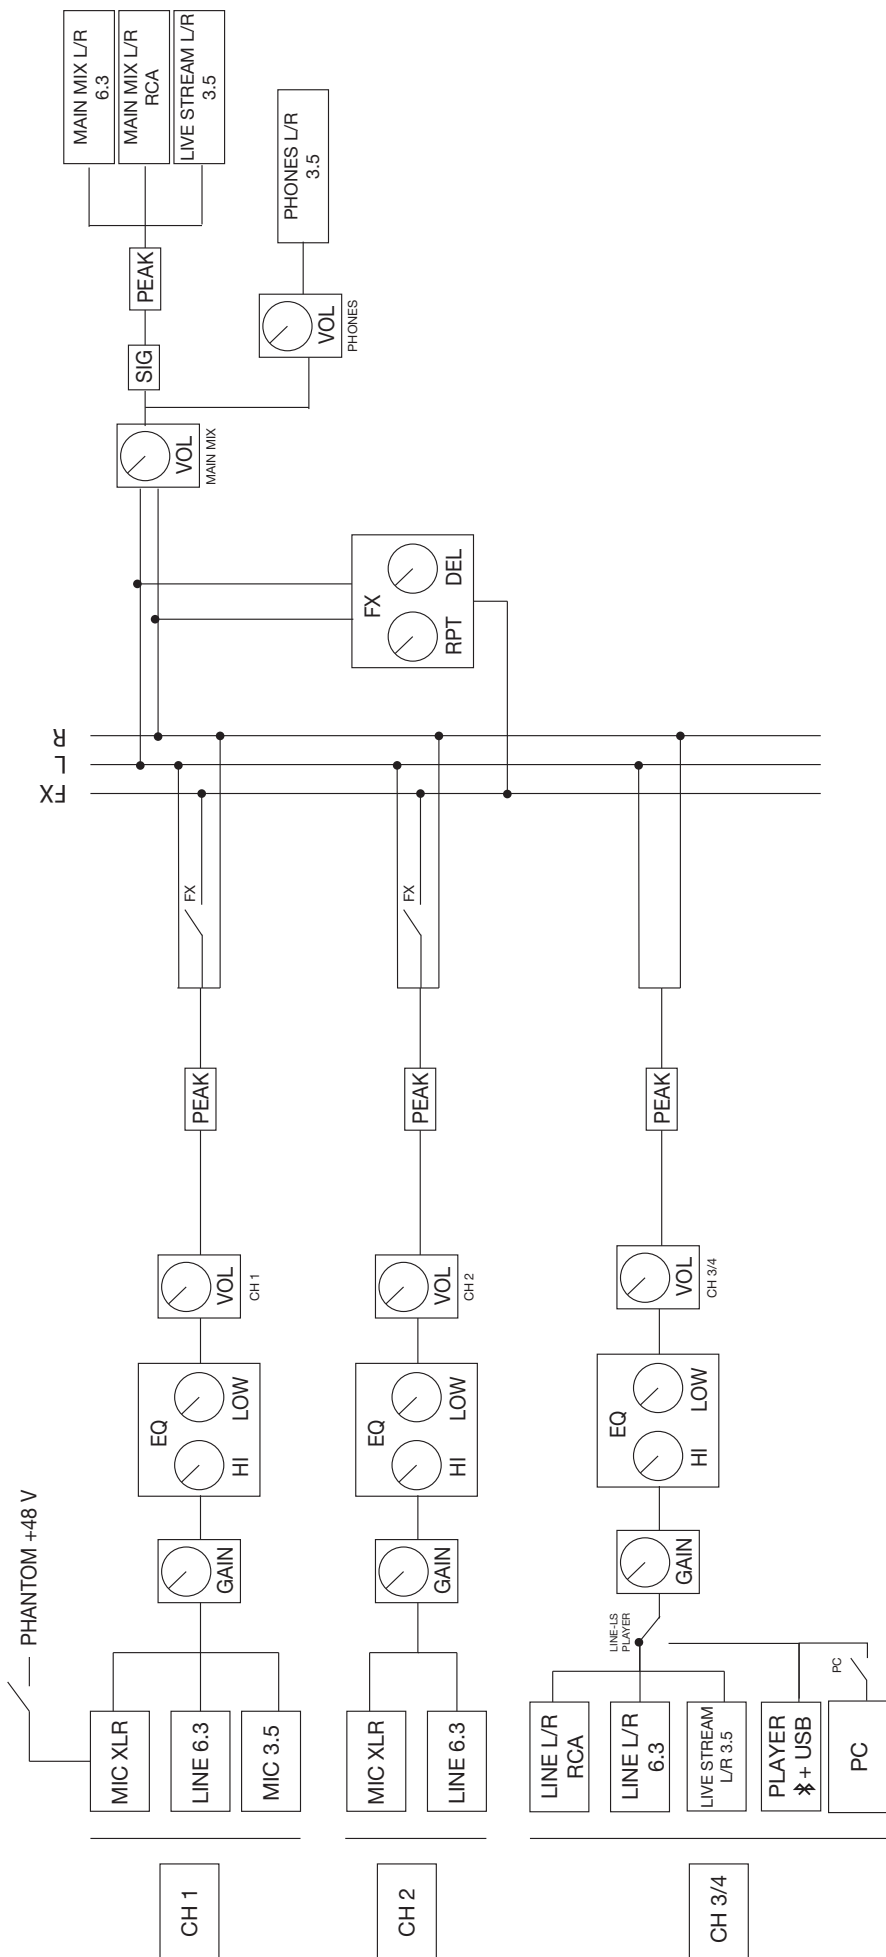 PHANTOM +48 V
CH 1
MIC XLR
LINE 6.3
MIC 3.5
GAIN
EQ
HI
LOW
VOL
CH 1
PEAK
FX
CH 2
MIC XLR
LINE 6.3
GAIN
EQ
HI
LOW
VOL
CH 2
PEAK
FX
CH 3/4
LINE L/R
RCA
LINE L/R
6.3
LIVE STREAM
L/R 3.5
PLAYER
+ USB
PC
PC
LINE-LS
PLAYER
GAIN
EQ
HI
LOW
VOL
CH 3/4
PEAK
FX
L
R
FX
RPT
DEL
VOL
MAIN MIX
SIG
PEAK
VOL
PHONES
MAIN MIX L/R
6.3
MAIN MIX L/R
RCA
LIVE STREAM L/R
3.5
PHONES L/R
3.5